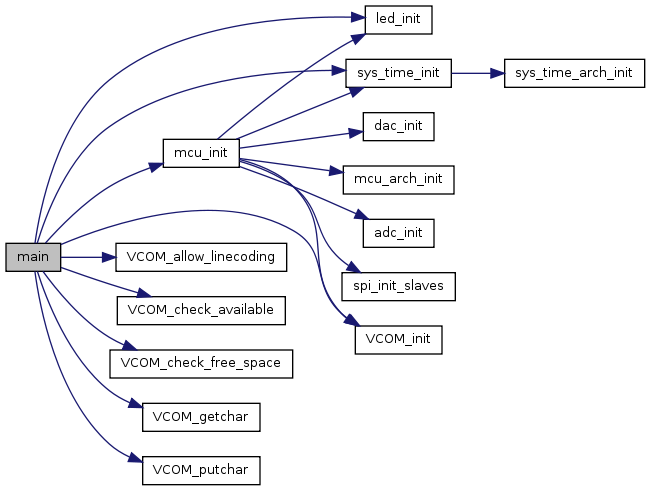 led_init
sys_time_init
sys_time_arch_init
dac_init
mcu_init
mcu_arch_init
adc_init
main
VCOM_allow_linecoding
spi_init_slaves
VCOM_check_available
VCOM_init
VCOM_check_free_space
VCOM_getchar
VCOM_putchar